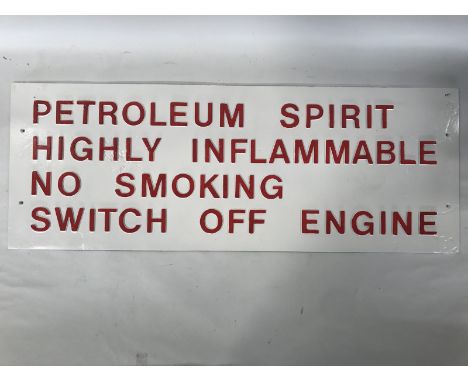 PETROLEUM SPIRIT
HIGHLY INFLAMMABLE
NO SMOKING
SWITCH OFF ENGINE